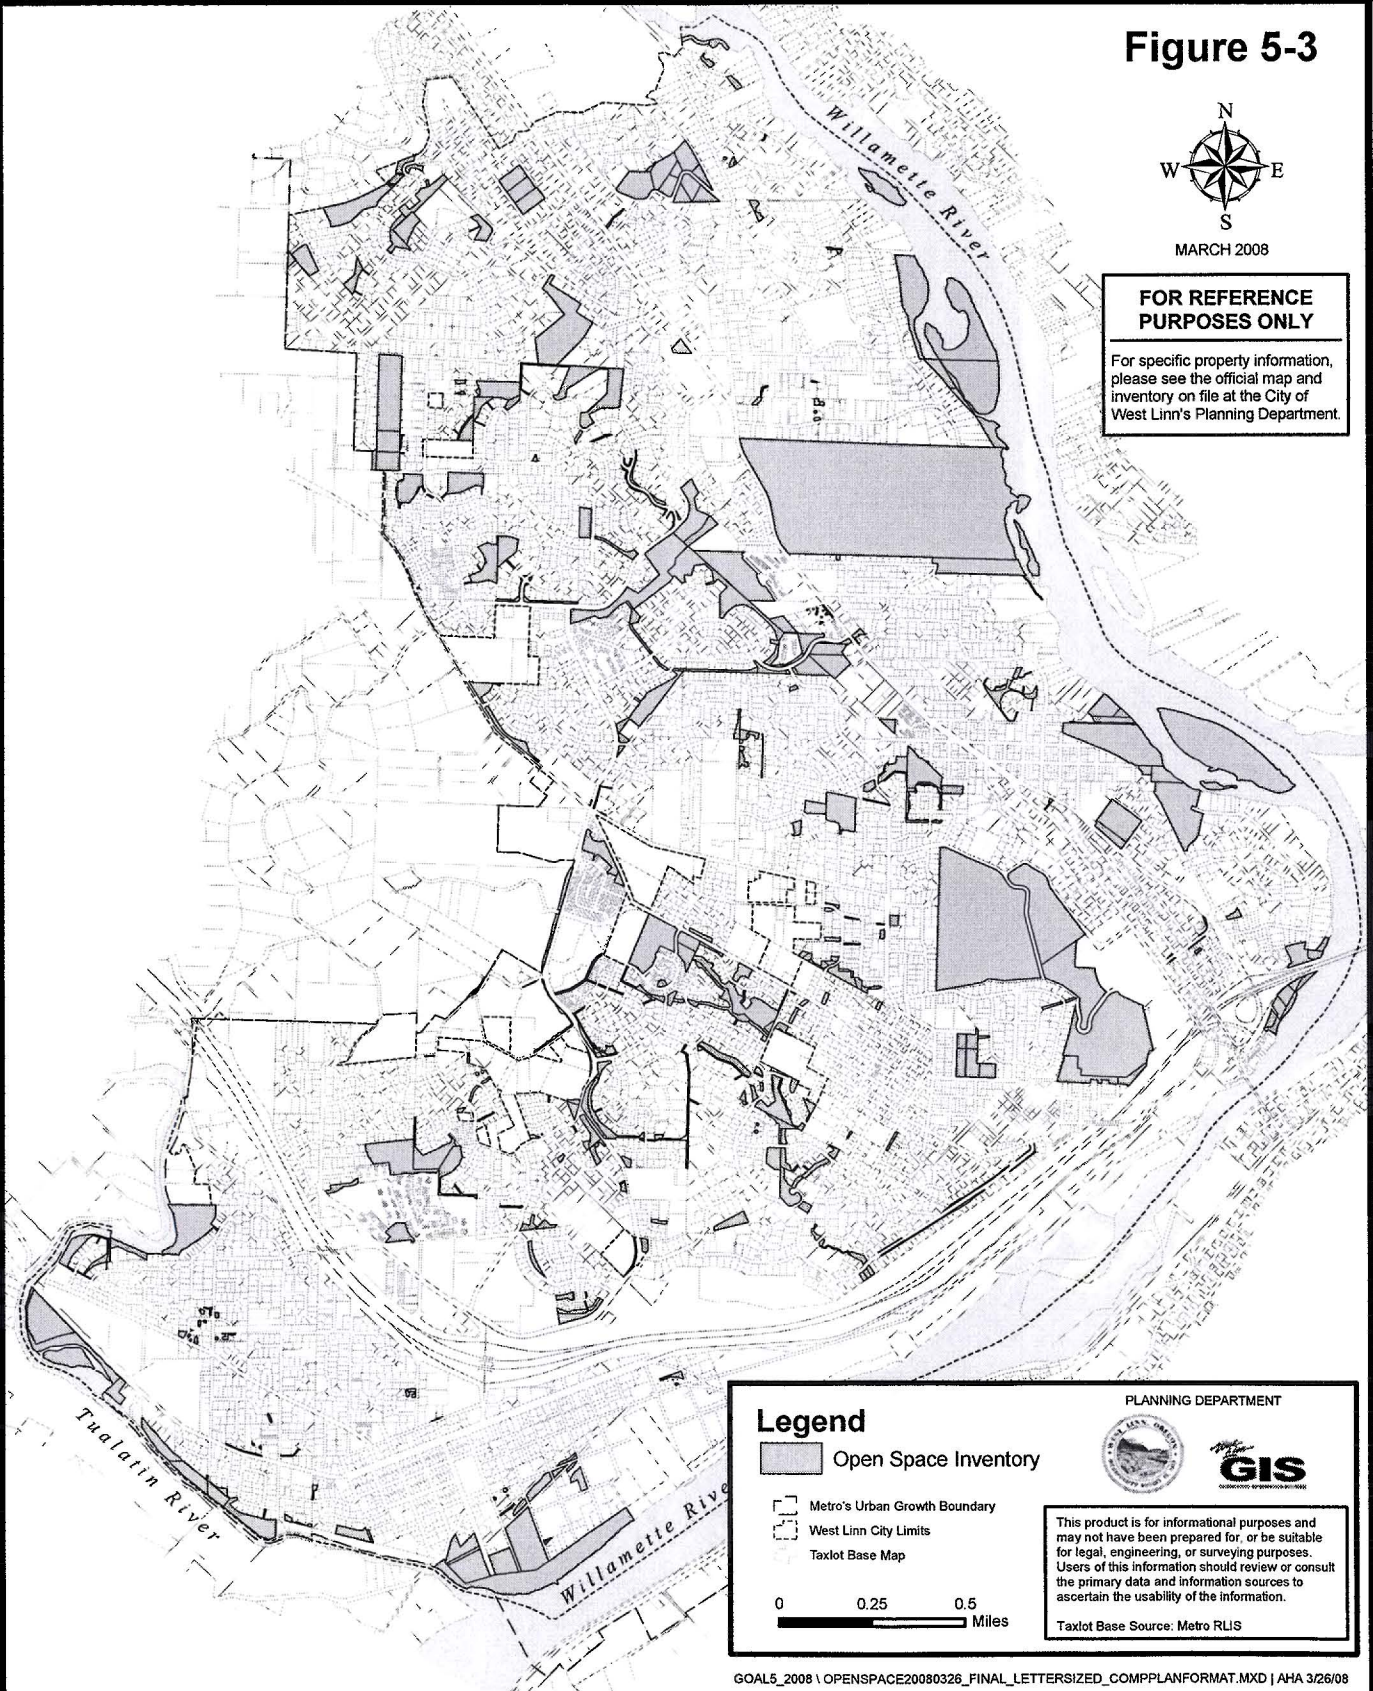 Figure 5-3
N
W E
S
MARCH 2008
FOR REFERENCE
PURPOSES ONLY
For specific property information,
please see the official map and
inventory on file at the City of
West Linn's Planning Department.
Willamette River
Tualatin River
Willamette Rive
Legend
Open Space Inventory
Metro's Urban Growth Boundary
West Linn City Limits
Taxlot Base Map
0 0.25 0.5
Miles
PLANNING DEPARTMENT
WEST LINN, OREGON
GIS
This product is for informational purposes and
may not have been prepared for, or be suitable
for legal, engineering, or surveying purposes.
Users of this information should review or consult
the primary data and information sources to
ascertain the usability of the information.
Taxlot Base Source: Metro RLIS
GOAL5_2008 \ OPENSPACE20080326_FINAL_LETTERSIZED_COMPPLANFORMAT.MXD | AHA 3/26/08